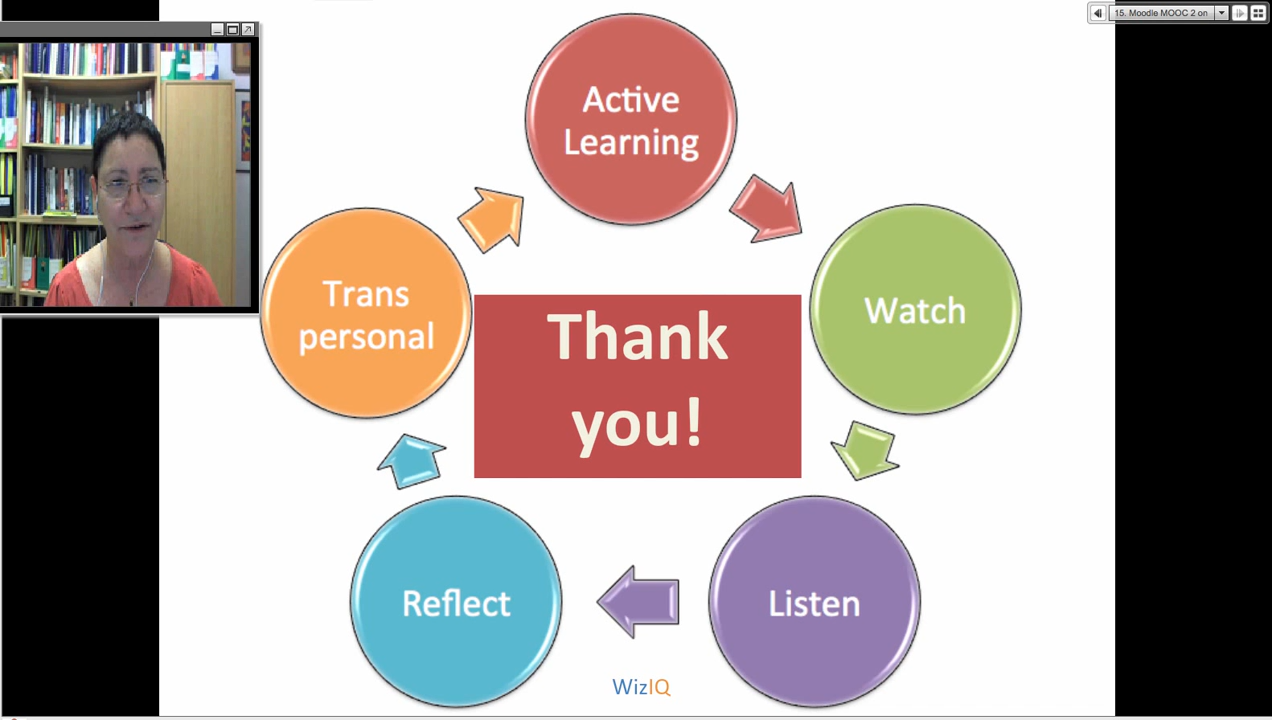 15. Moodle MOOC 2 on
Active
Learning
Trans
personal
Watch
Thank
you!
Reflect
Listen
WizIQ